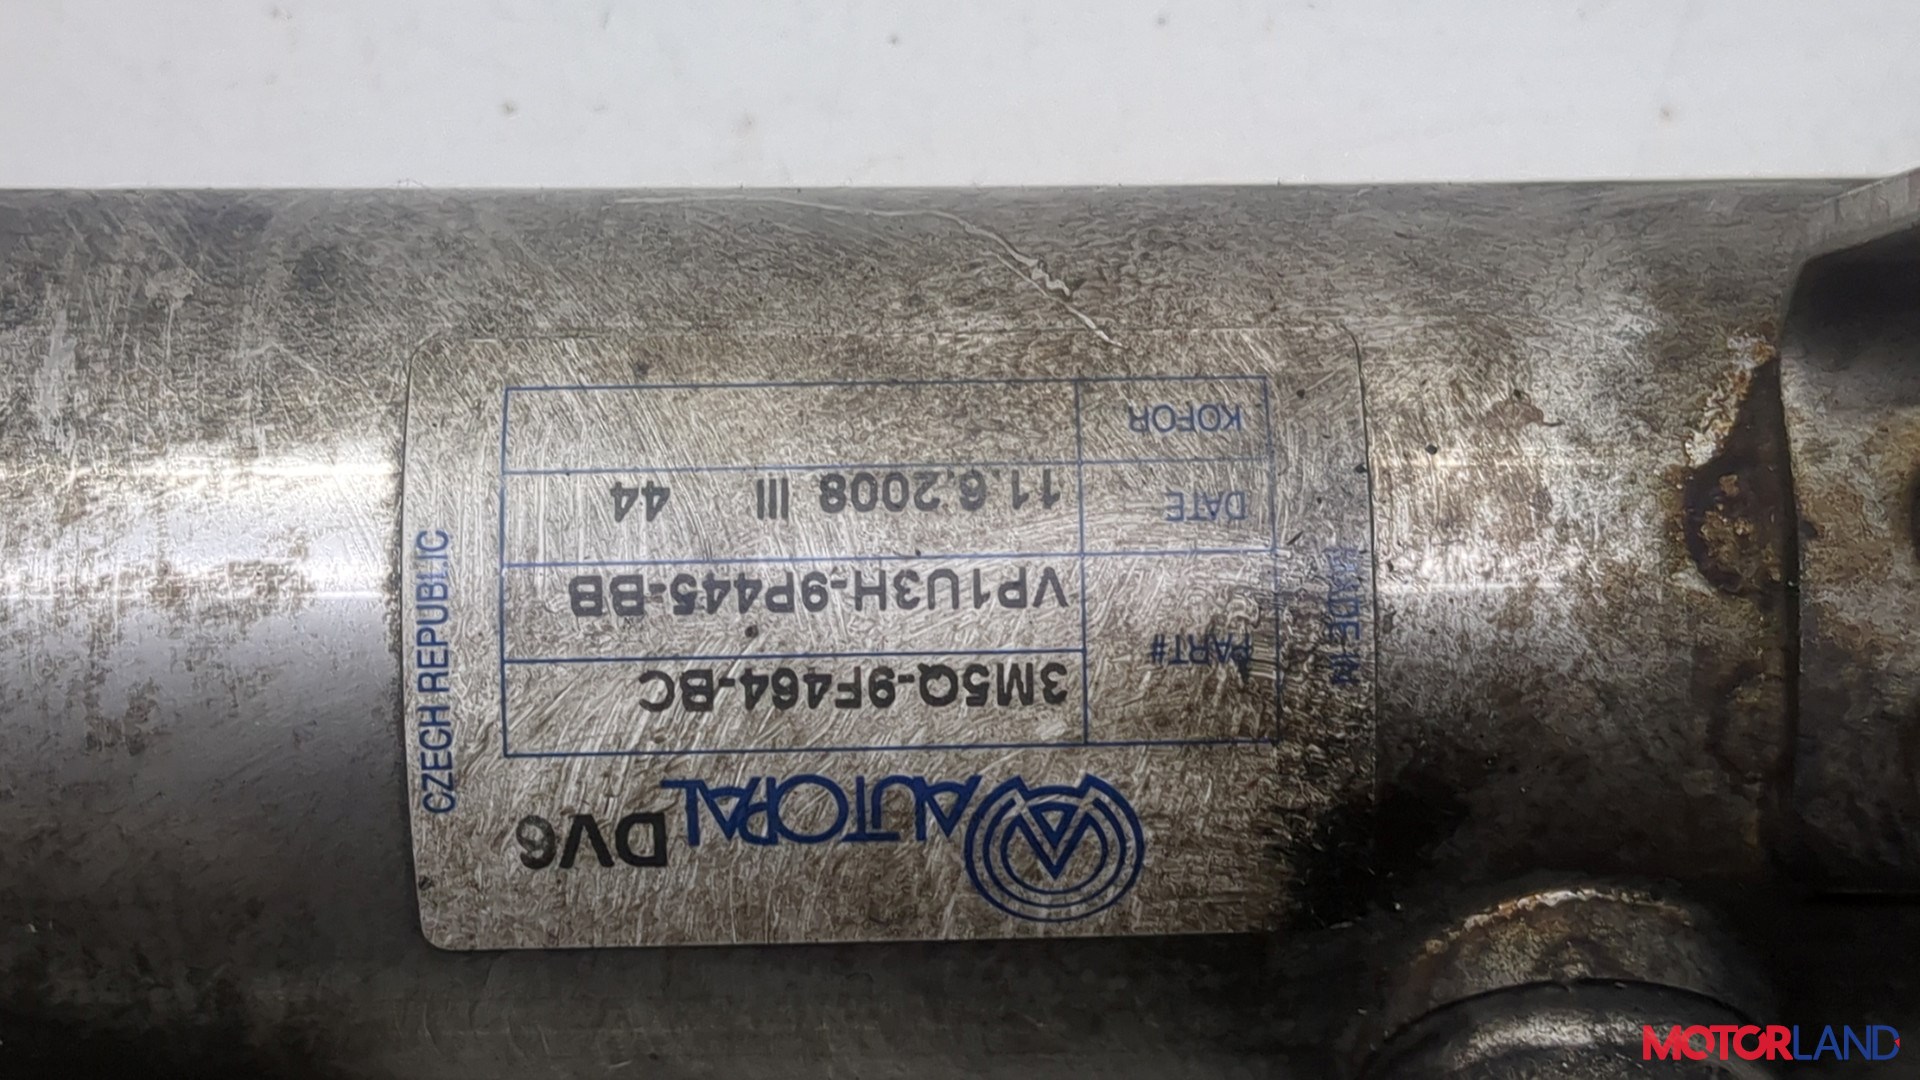 AUTOPAL DV6
PART# 3M5Q-9F464-BC
VP1U3H-9P445-BB
DATE 11.6.2008 III 44
KOFOR
MADE IN
CZECH REPUBLIC
MOTORLAND